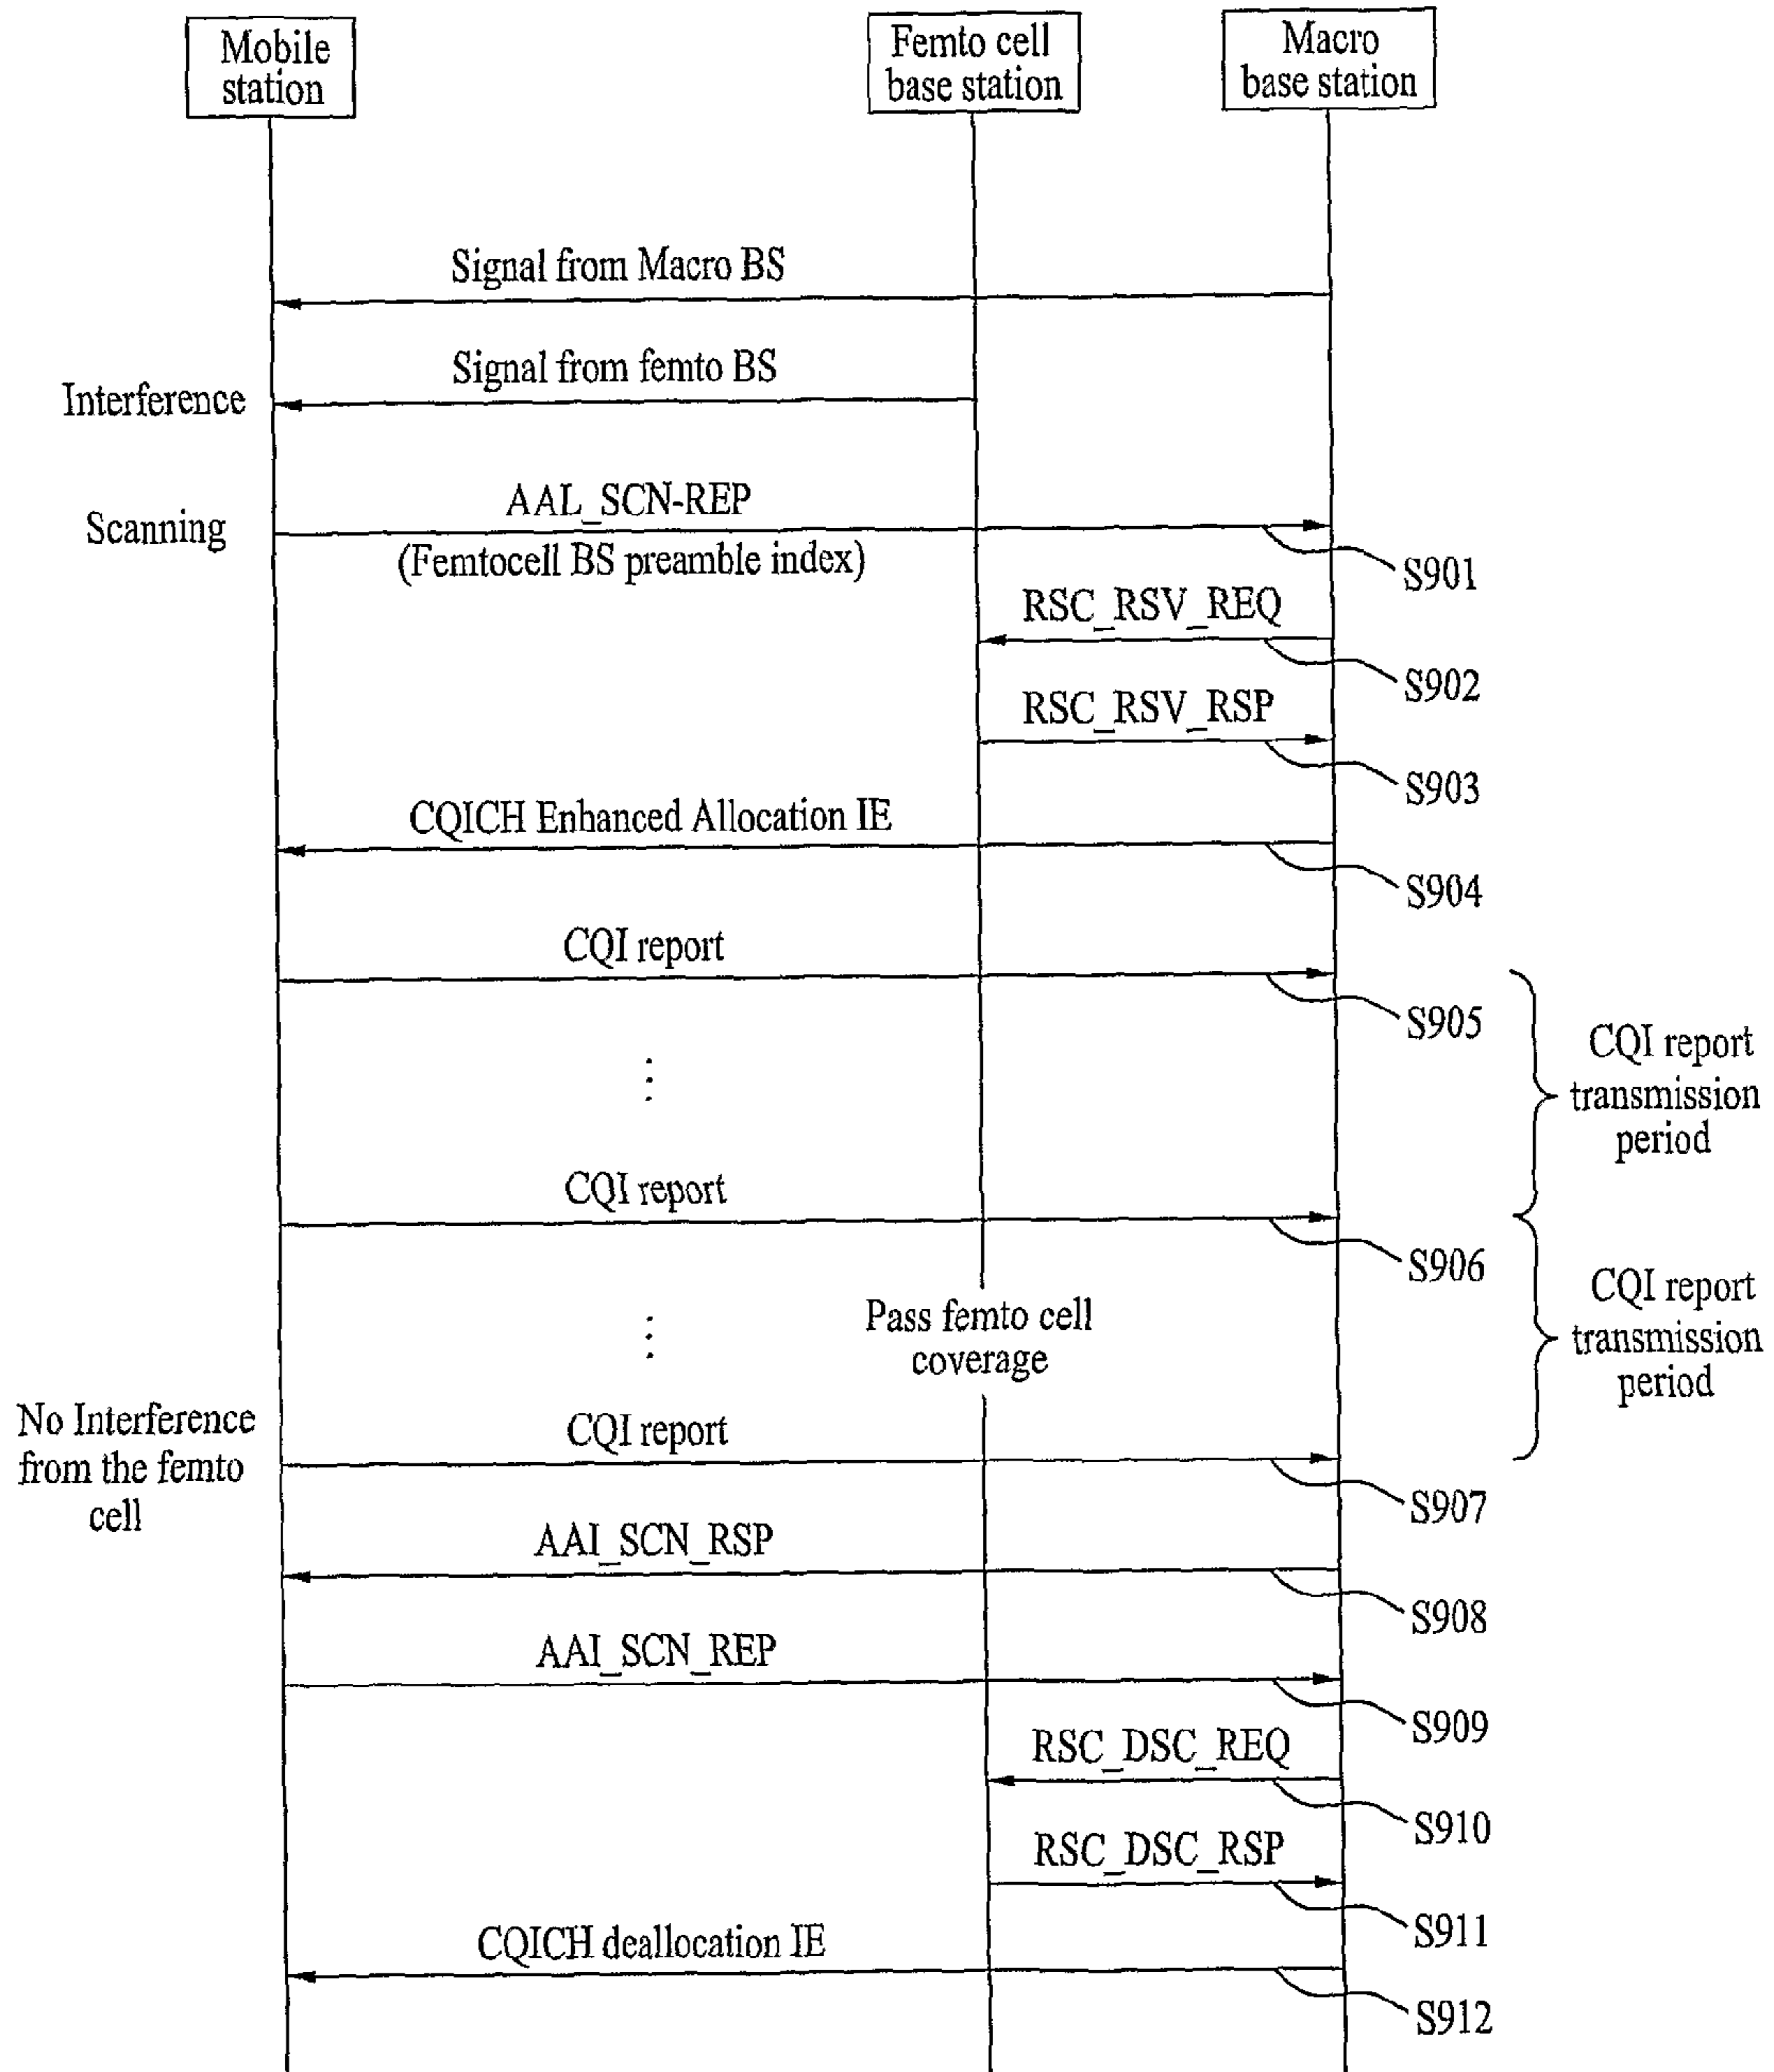 Mobile
station
Femto cell
base station
Macro
base station
Signal from Macro BS
Signal from femto BS
Interference
AAL_SCN-REP
Scanning
(Femtocell BS preamble index)
S901
RSC_RSV_REQ
S902
RSC_RSV_RSP
S903
CQICH Enhanced Allocation IE
S904
CQI report
S905
CQI report
transmission
period
CQI report
S906
Pass femto cell
coverage
CQI report
transmission
period
No Interference
from the femto
cell
CQI report
S907
AAI_SCN_RSP
S908
AAI_SCN_REP
S909
RSC_DSC_REQ
S910
RSC_DSC_RSP
S911
CQICH deallocation IE
S912